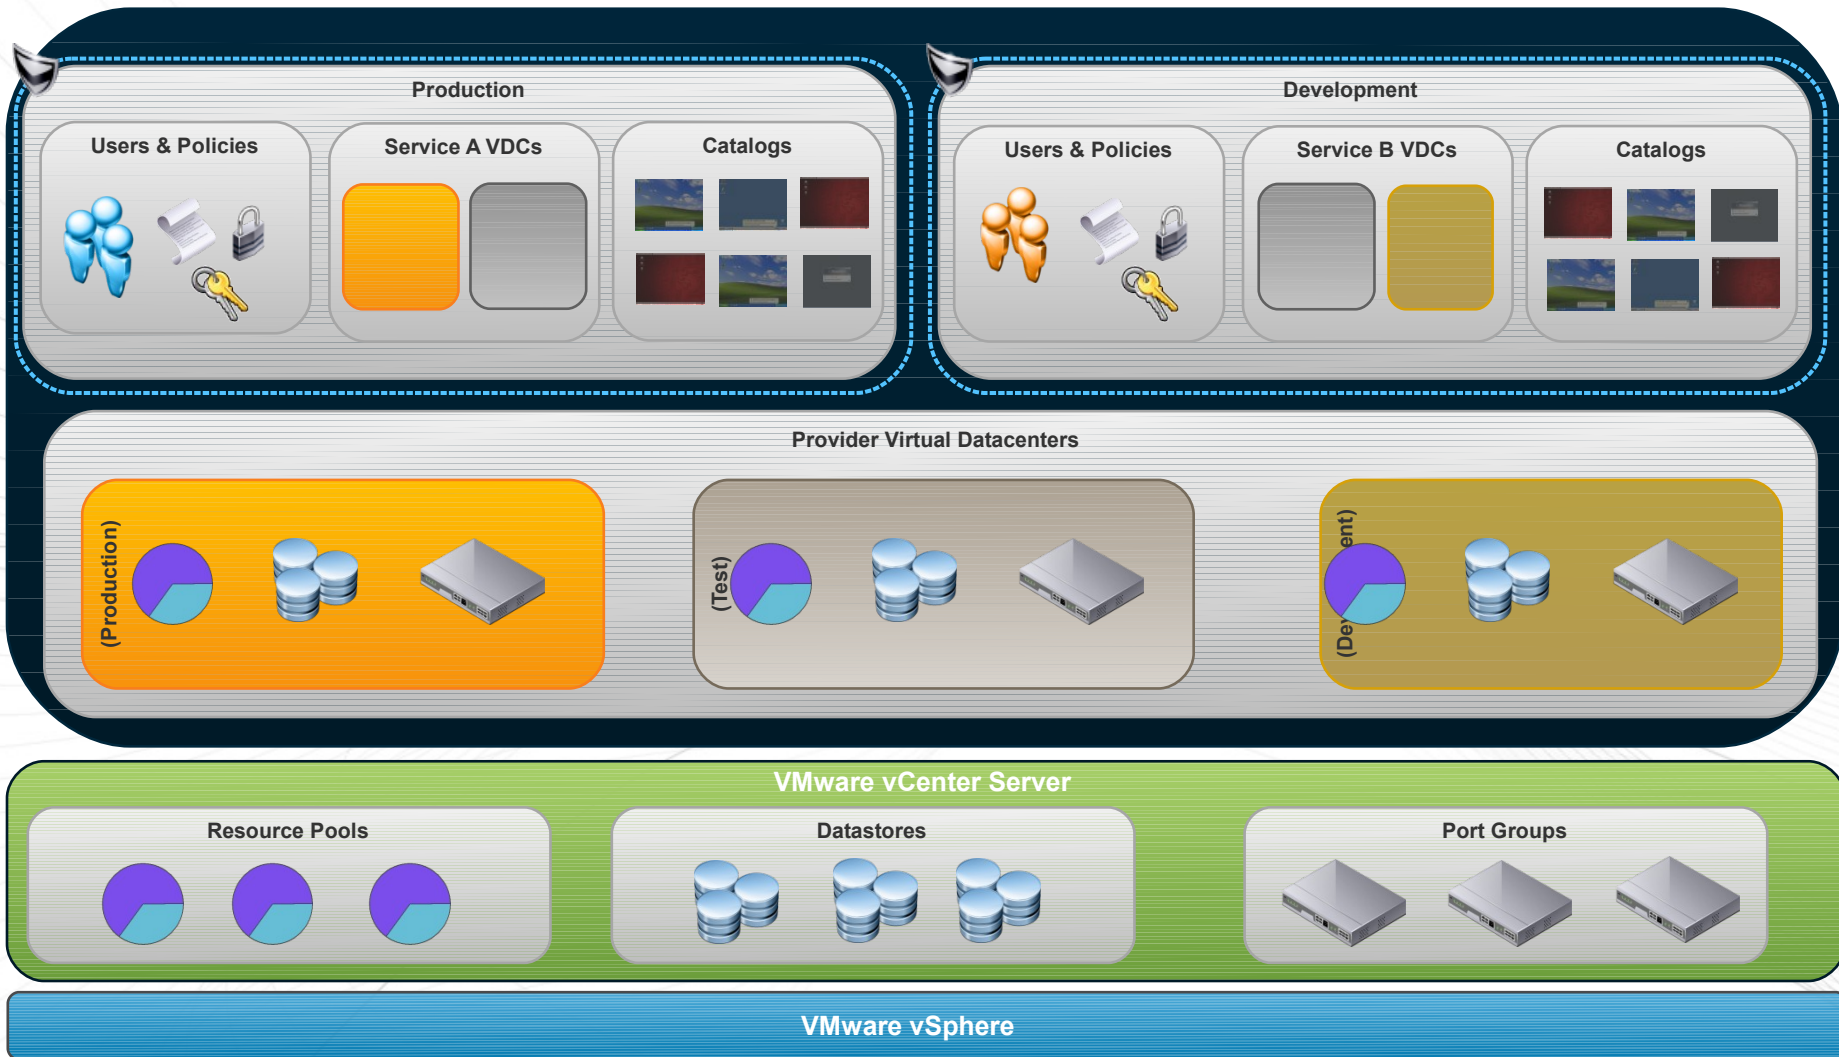 Production
Users & Policies
Service A VDCs
Catalogs
Development
Users & Policies
Service B VDCs
Catalogs
Provider Virtual Datacenters
(Production)
(Test)
VMware vCenter Server
Resource Pools
Datastores
Port Groups
VMware vSphere